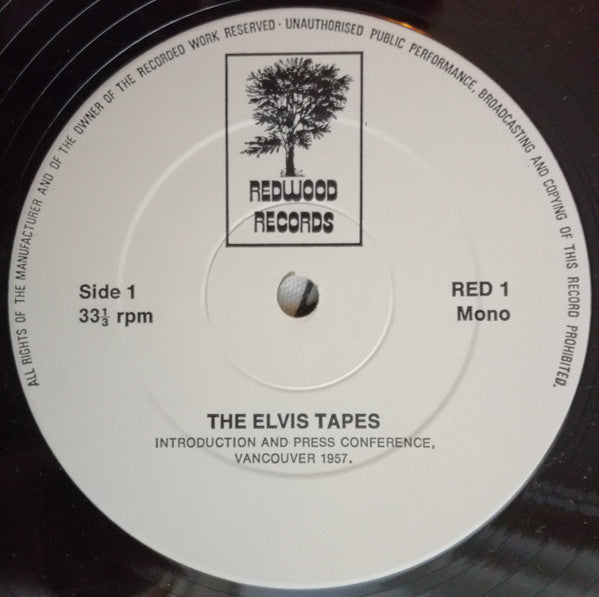 ALL RIGHTS OF THE MANUFACTURER AND OF THE OWNER OF THE RECORDED WORK RESERVED · UNAUTHORISED PUBLIC PERFORMANCE, BROADCASTING AND COPYING OF THIS RECORD PROHIBITED.
REDWOOD
RECORDS
Side 1
33⅓ rpm
RED 1
Mono
THE ELVIS TAPES
INTRODUCTION AND PRESS CONFERENCE,
VANCOUVER 1957.